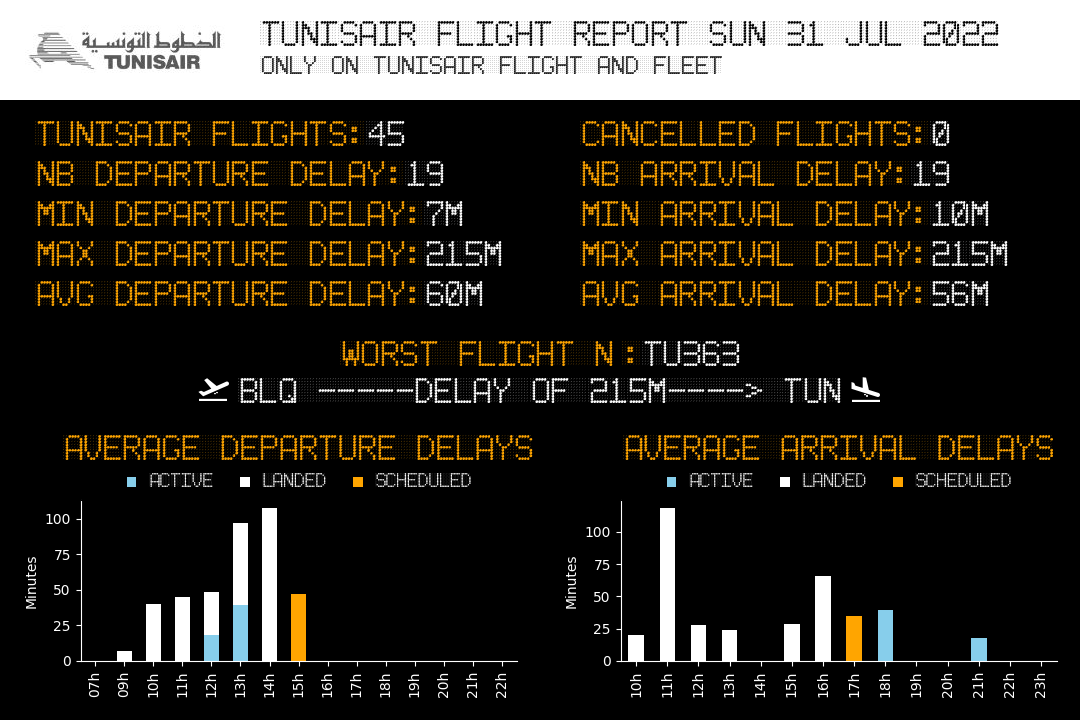 الخطوط التونسية
TUNISAIR
TUNISAIR FLIGHT REPORT SUN 31 JUL 2022
ONLY ON TUNISAIR FLIGHT AND FLEET
TUNISAIR FLIGHTS:45
NB DEPARTURE DELAY:19
MIN DEPARTURE DELAY:7M
MAX DEPARTURE DELAY:215M
AVG DEPARTURE DELAY:60M
CANCELLED FLIGHTS:0
NB ARRIVAL DELAY:19
MIN ARRIVAL DELAY:10M
MAX ARRIVAL DELAY:215M
AVG ARRIVAL DELAY:56M
WORST FLIGHT N :TU363
BLQ -----DELAY OF 215M----> TUN
AVERAGE DEPARTURE DELAYS
ACTIVE LANDED SCHEDULED
100
75
50
25
0
Minutes
07h 09h 10h 11h 12h 13h 14h 15h 16h 17h 18h 19h 20h 21h 22h
AVERAGE ARRIVAL DELAYS
ACTIVE LANDED SCHEDULED
100
75
50
25
0
Minutes
10h 11h 12h 13h 14h 15h 16h 17h 18h 19h 20h 21h 22h 23h